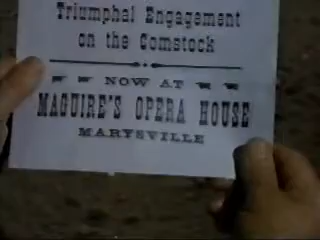 Triumphal Engagement
on the Comstock
NOW AT
MAGUIRE'S OPERA HOUSE
MARYSVILLE